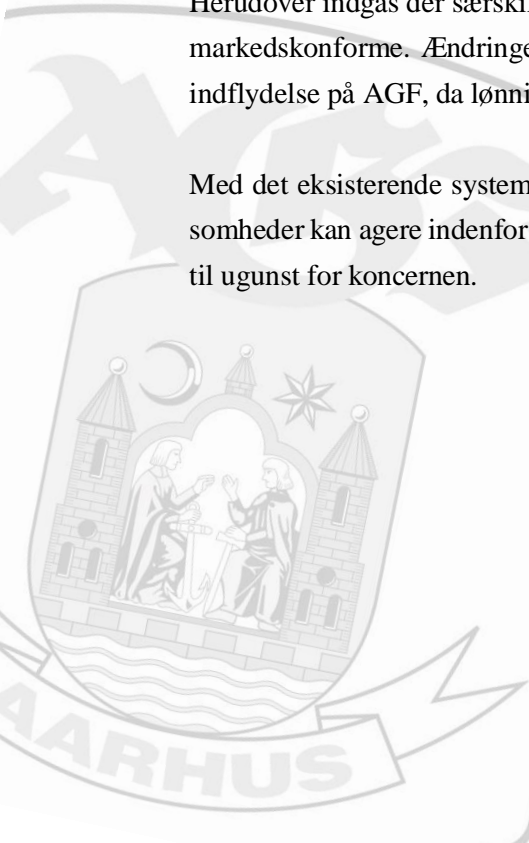 Herudover indgås der særskil
markedskonforme. Ændringe
indflydelse på AGF, da lønni
Med det eksisterende system
somheder kan agere indenfor
til ugunst for koncernen.
AGF
AARHUS